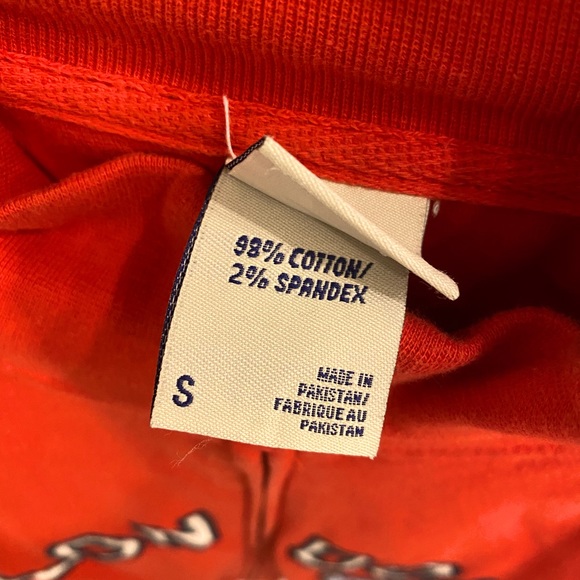 98% COTTON/
2% SPANDEX
S
MADE IN
PAKISTAN/
FABRIQUE AU
PAKISTAN